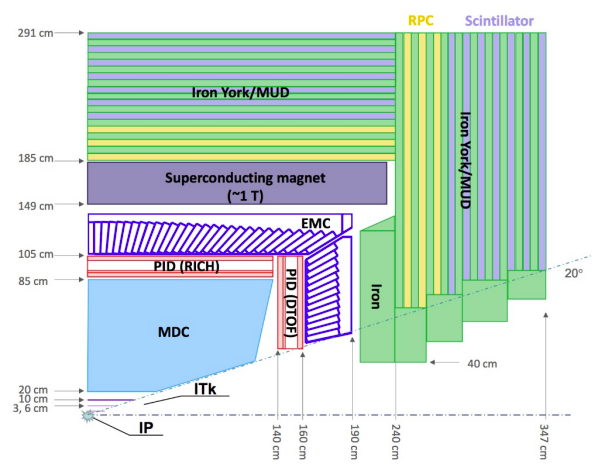 RPC
Scintillator
291 cm
Iron York/MUD
Iron York/MUD
185 cm
Superconducting magnet
(~1 T)
149 cm
EMC
105 cm
PID (RICH)
85 cm
PID (DTOF)
20°
MDC
Iron
40 cm
20 cm
10 cm
3, 6 cm
ITk
IP
140 cm
160 cm
190 cm
240 cm
347 cm